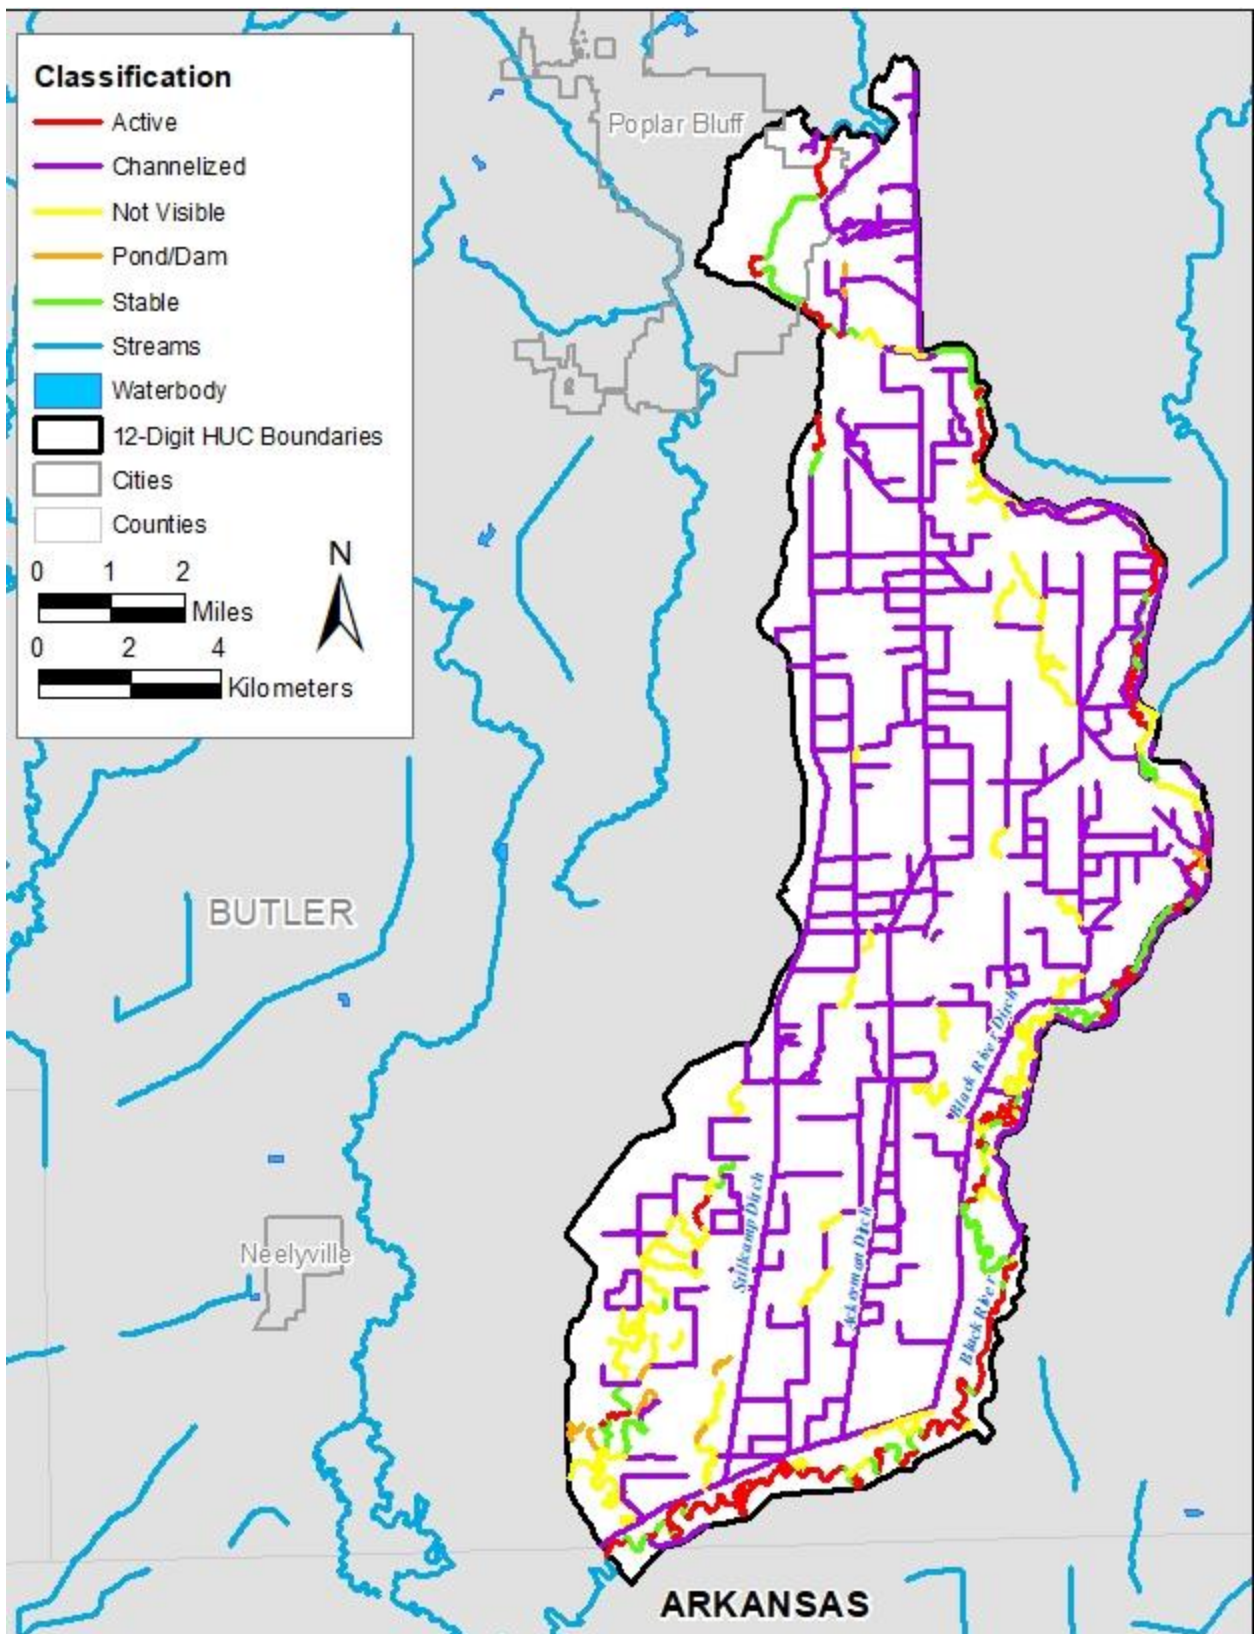 Classification
Active
Channelized
Not Visible
Pond/Dam
Stable
Streams
Waterbody
12-Digit HUC Boundaries
Cities
Counties
N
0 1 2
Miles
0 2 4
Kilometers
Poplar Bluff
BUTLER
Black River Ditch
Stillcamp Ditch
Ackerman Ditch
Neelyville
Black River
ARKANSAS